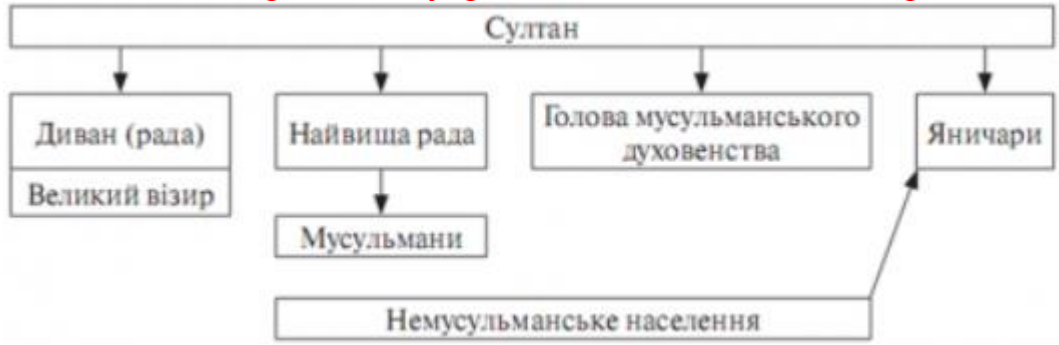 Султан
Диван (рада)
Великий візир
Найвища рада
Мусульмани
Голова мусульманського
духовенства
Яничари
Немусульманське населення